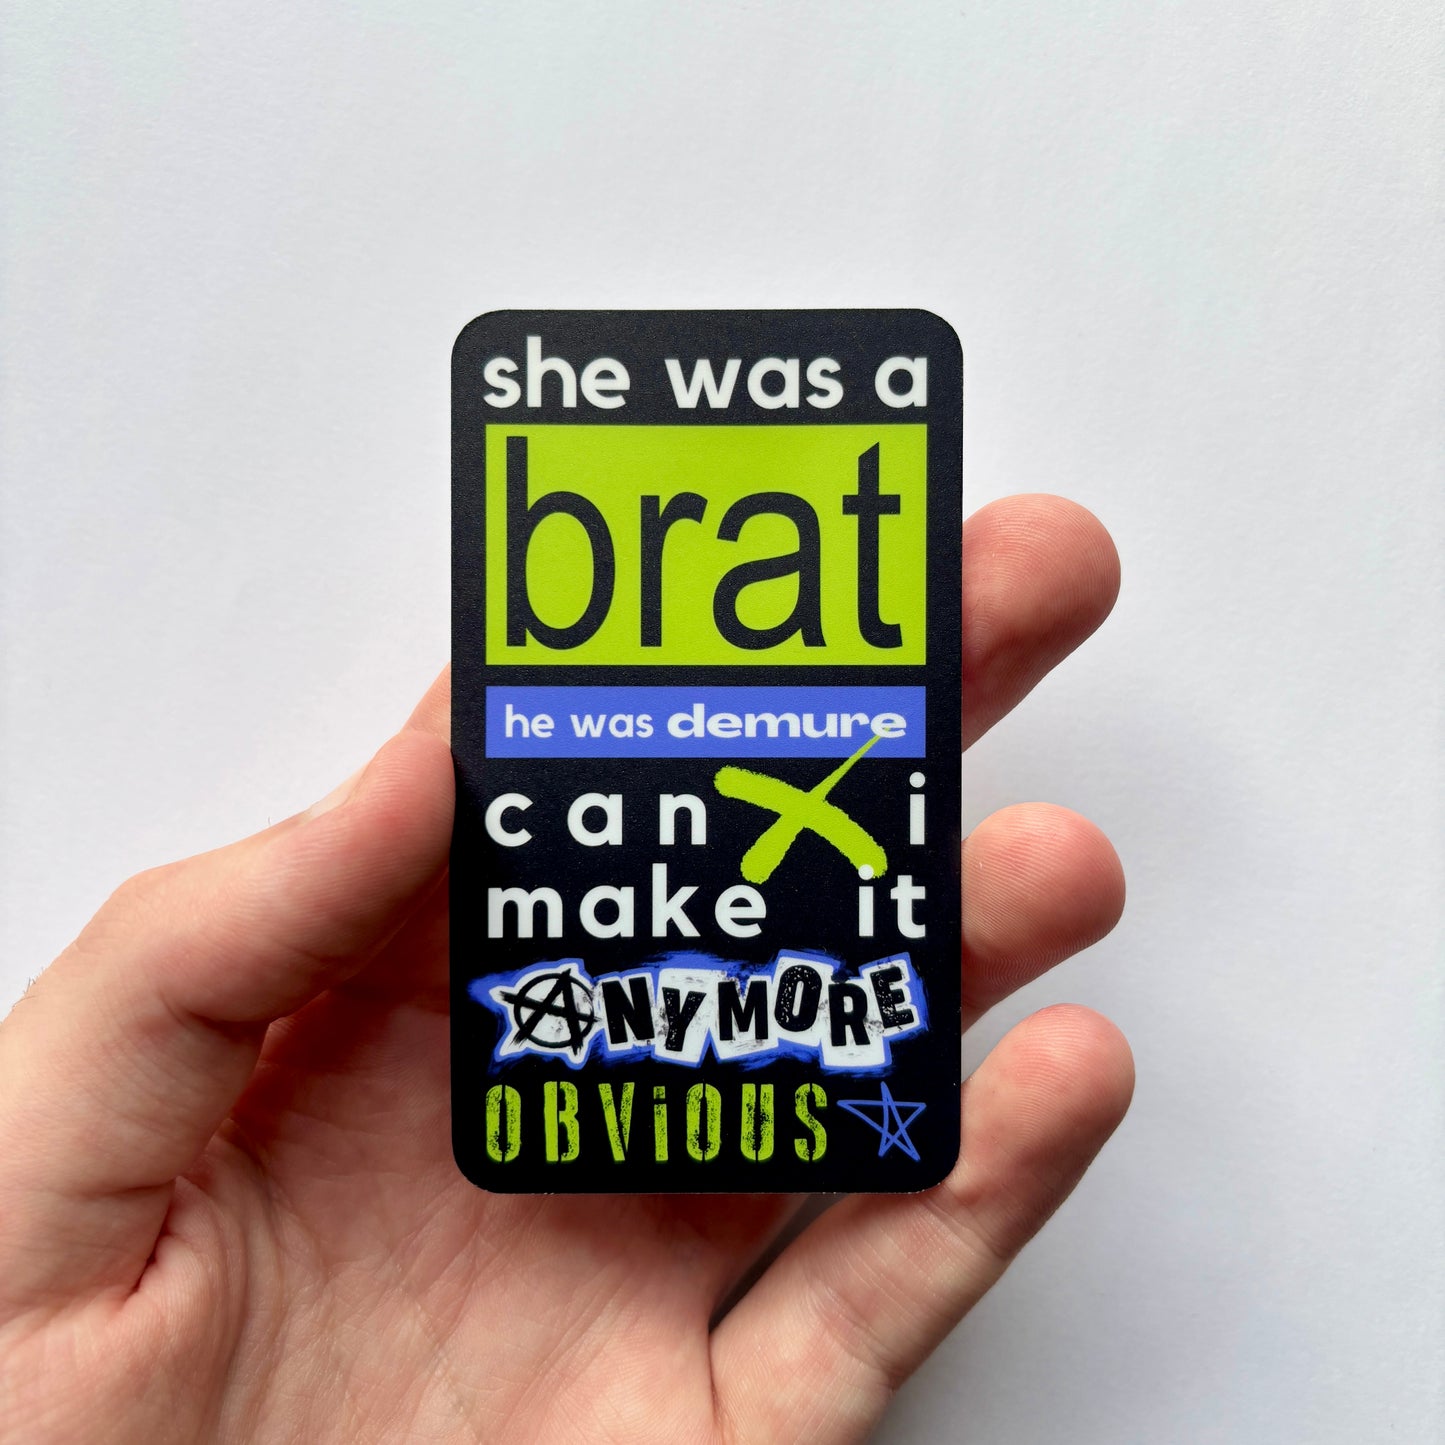 she was a
brat
he was demure
can i
make it
ANYMORE
OBViOUS